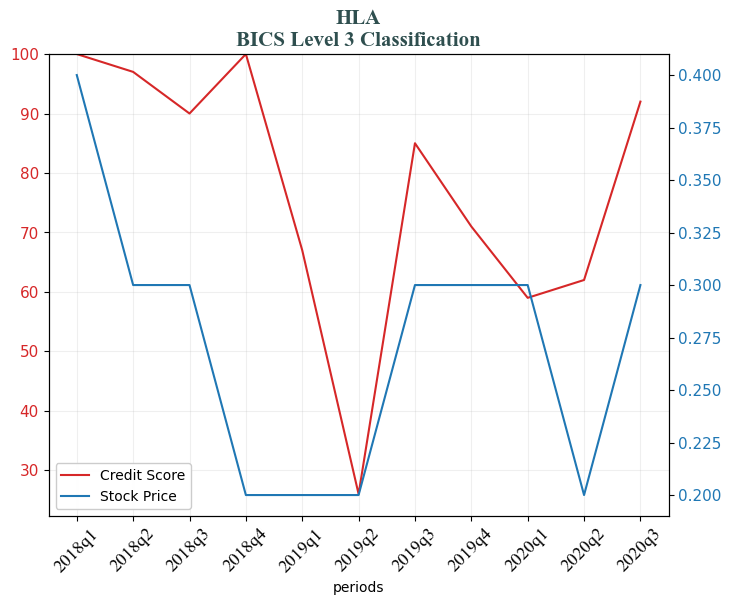 HLA
BICS Level 3 Classification
100
90
80
70
60
50
40
30
0.400
0.375
0.350
0.325
0.300
0.275
0.250
0.225
0.200
Credit Score
Stock Price
2018q1
2018q2
2018q3
2018q4
2019q1
2019q2
2019q3
2019q4
2020q1
2020q2
2020q3
periods